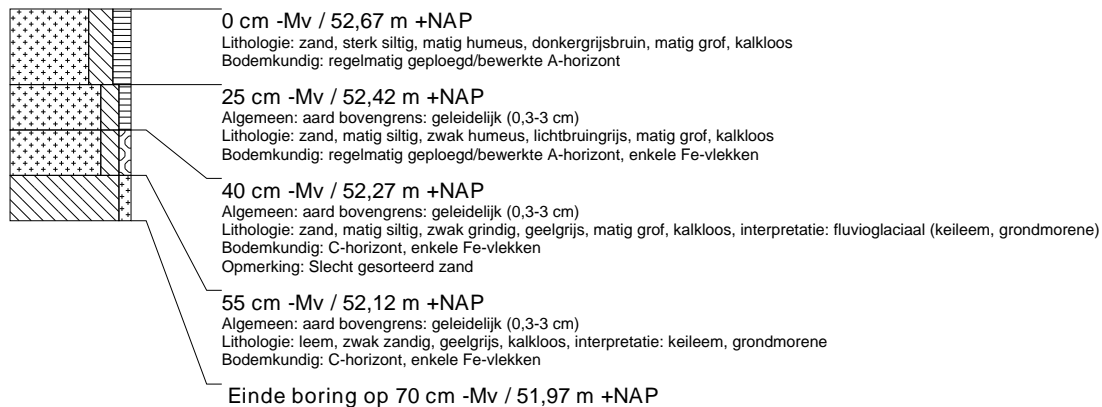 0 cm -Mv / 52,67 m +NAP
Lithologie: zand, sterk siltig, matig humeus, donkergrijsbruin, matig grof, kalkloos
Bodemkundig: regelmatig geploegd/bewerkte A-horizont
25 cm -Mv / 52,42 m +NAP
Algemeen: aard bovengrens: geleidelijk (0,3-3 cm)
Lithologie: zand, matig siltig, zwak humeus, lichtbruingrijs, matig grof, kalkloos
Bodemkundig: regelmatig geploegd/bewerkte A-horizont, enkele Fe-vlekken
40 cm -Mv / 52,27 m +NAP
Algemeen: aard bovengrens: geleidelijk (0,3-3 cm)
Lithologie: zand, matig siltig, zwak grindig, geelgrijs, matig grof, kalkloos, interpretatie: fluvioglaciaal (keileem, grondmorene)
Bodemkundig: C-horizont, enkele Fe-vlekken
Opmerking: Slecht gesorteerd zand
55 cm -Mv / 52,12 m +NAP
Algemeen: aard bovengrens: geleidelijk (0,3-3 cm)
Lithologie: leem, zwak zandig, geelgrijs, kalkloos, interpretatie: keileem, grondmorene
Bodemkundig: C-horizont, enkele Fe-vlekken
Einde boring op 70 cm -Mv / 51,97 m +NAP